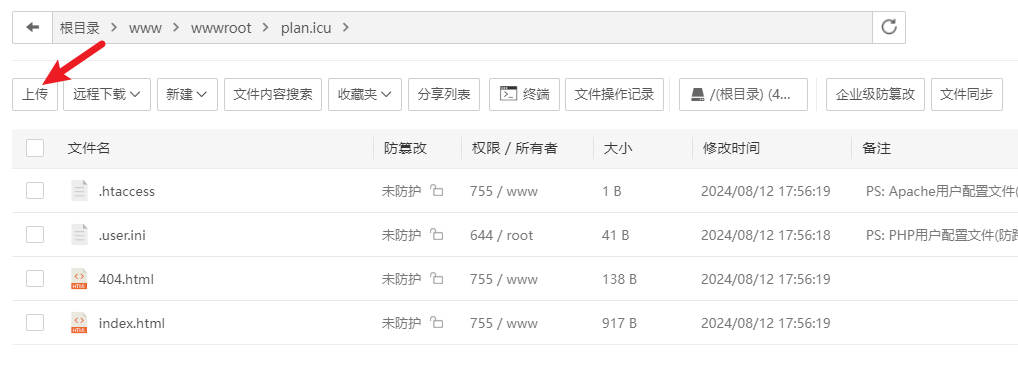 根目录 > www > wwwroot > plan.icu >
上传 远程下载 新建 文件内容搜索 收藏夹 分享列表 终端 文件操作记录 /(根目录) (4... 企业级防篡改 文件同步
文件名 防篡改 权限 / 所有者 大小 修改时间 备注
.htaccess 未防护 755 / www 1 B 2024/08/12 17:56:19 PS: Apache用户配置文件(
.user.ini 未防护 644 / root 41 B 2024/08/12 17:56:18 PS: PHP用户配置文件(防跨
404.html 未防护 755 / www 138 B 2024/08/12 17:56:19
index.html 未防护 755 / www 917 B 2024/08/12 17:56:19